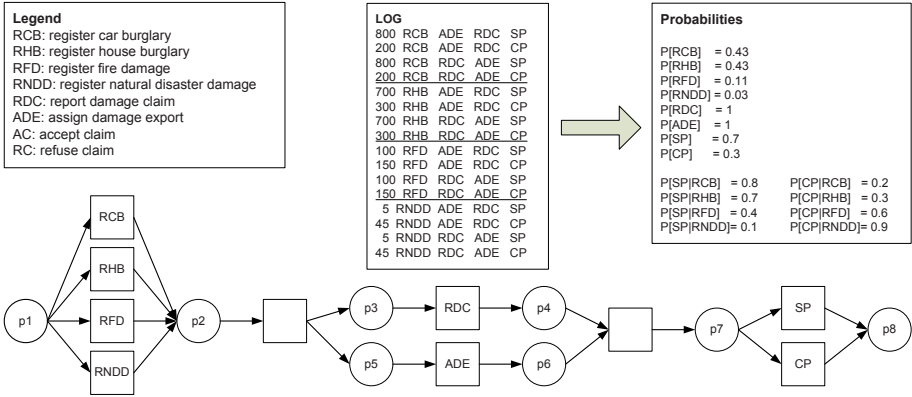 Legend
RCB: register car burglary
RHB: register house burglary
RFD: register fire damage
RNDD: register natural disaster damage
RDC: report damage claim
ADE: assign damage export
AC: accept claim
RC: refuse claim
LOG
800 RCB ADE RDC SP
200 RCB ADE RDC CP
800 RCB RDC ADE SP
200 RCB RDC ADE CP
700 RHB ADE RDC SP
300 RHB ADE RDC CP
700 RHB RDC ADE SP
300 RHB RDC ADE CP
100 RFD ADE RDC SP
150 RFD ADE RDC CP
100 RFD RDC ADE SP
150 RFD RDC ADE CP
5 RNDD ADE RDC SP
45 RNDD RDC ADE CP
5 RNDD RDC ADE SP
45 RNDD RDC ADE CP
Probabilities
P[RCB] = 0.43
P[RHB] = 0.43
P[RFD] = 0.11
P[RNDD] = 0.03
P[RDC] = 1
P[ADE] = 1
P[SP] = 0.7
P[CP] = 0.3
P[SP|RCB] = 0.8 P[CP|RCB] = 0.2
P[SP|RHB] = 0.7 P[CP|RHB] = 0.3
P[SP|RFD] = 0.4 P[CP|RFD] = 0.6
P[SP|RNDD]= 0.1 P[CP|RNDD]= 0.9
RCB
RHB
p1 RFD p2
RNDD
p3 RDC p4
p5 ADE p6
p7
SP
CP
p8